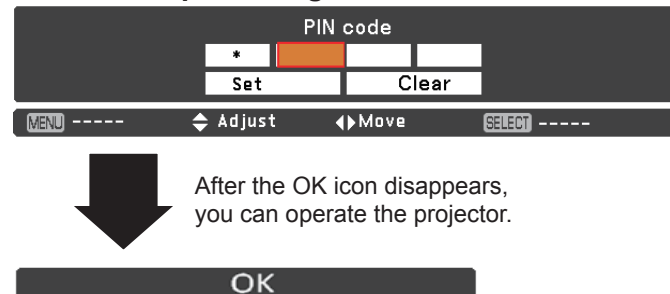 PIN code
*
Set Clear
MENU ----- Adjust Move SELECT -----
After the OK icon disappears,
you can operate the projector.
OK